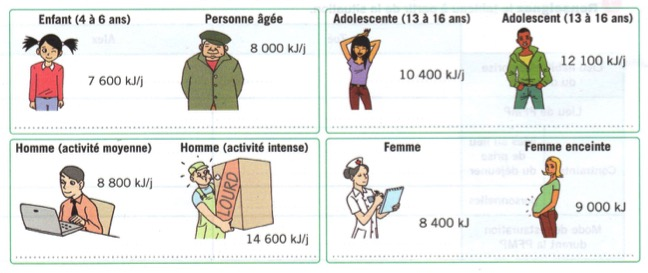 Enfant (4 à 6 ans)
Personne âgée
7 600 kJ/j
8 000 kJ/j
Adolescente (13 à 16 ans)
Adolescent (13 à 16 ans)
10 400 kJ/j
12 100 kJ/j
Homme (activité moyenne)
Homme (activité intense)
8 800 kJ/j
LOURD
14 600 kJ/j
Femme
Femme enceinte
8 400 kJ
9 000 kJ